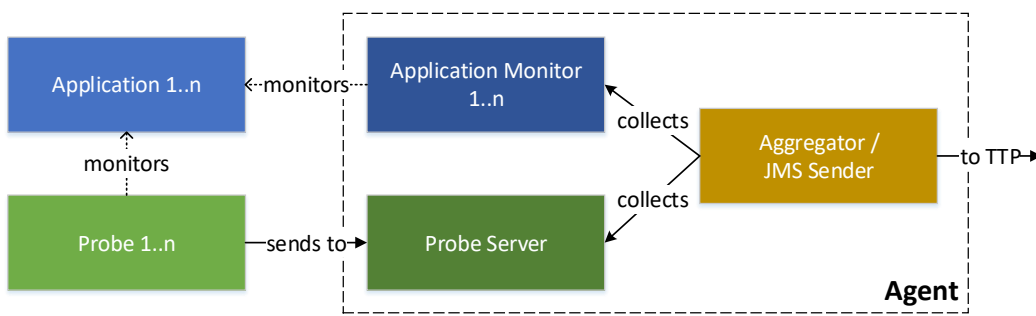 Application 1..n
monitors
Application Monitor
1..n
collects
Aggregator /
JMS Sender
to TTP
monitors
collects
Probe 1..n
sends to
Probe Server
Agent